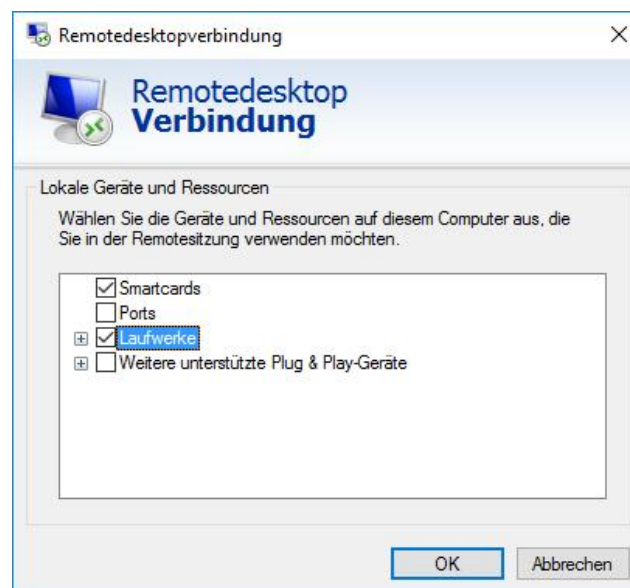 Remotedesktopverbindung
Remotedesktop
Verbindung
Lokale Geräte und Ressourcen
Wählen Sie die Geräte und Ressourcen auf diesem Computer aus, die
Sie in der Remotesitzung verwenden möchten.
Smartcards
Ports
Laufwerke
Weitere unterstützte Plug & Play-Geräte
OK Abbrechen